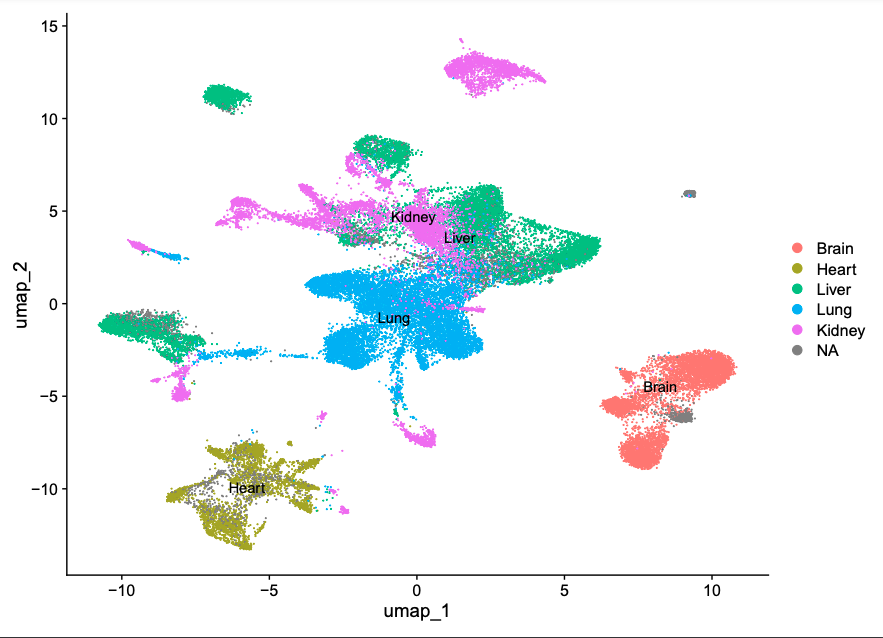 15
10
5
0
−5
−10
umap_2
−10
−5
0
5
10
umap_1
Kidney
Liver
Lung
Brain
Heart
Brain
Heart
Liver
Lung
Kidney
NA